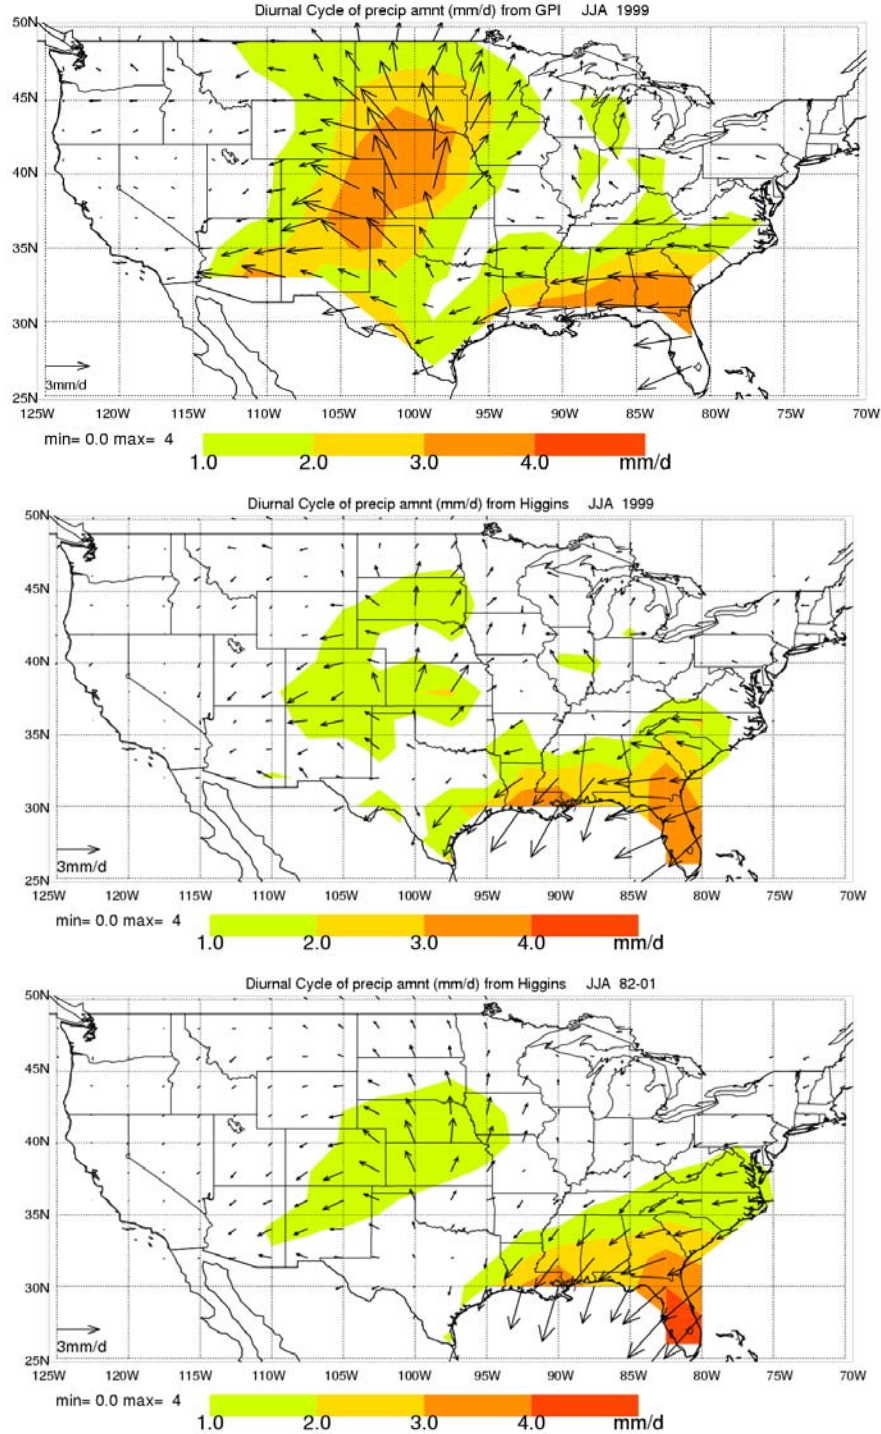 Diurnal Cycle of precip amnt (mm/d) from GPI JJA 1999
50N
45N
40N
35N
30N
25N
3mm/d
125W 120W 115W 110W 105W 100W 95W 90W 85W 80W 75W 70W
min= 0.0 max= 4
1.0 2.0 3.0 4.0 mm/d
Diurnal Cycle of precip amnt (mm/d) from Higgins JJA 1999
50N
45N
40N
35N
30N
25N
3mm/d
125W 120W 115W 110W 105W 100W 95W 90W 85W 80W 75W 70W
min= 0.0 max= 4
1.0 2.0 3.0 4.0 mm/d
Diurnal Cycle of precip amnt (mm/d) from Higgins JJA 82-01
50N
45N
40N
35N
30N
25N
3mm/d
125W 120W 115W 110W 105W 100W 95W 90W 85W 80W 75W 70W
min= 0.0 max= 4
1.0 2.0 3.0 4.0 mm/d